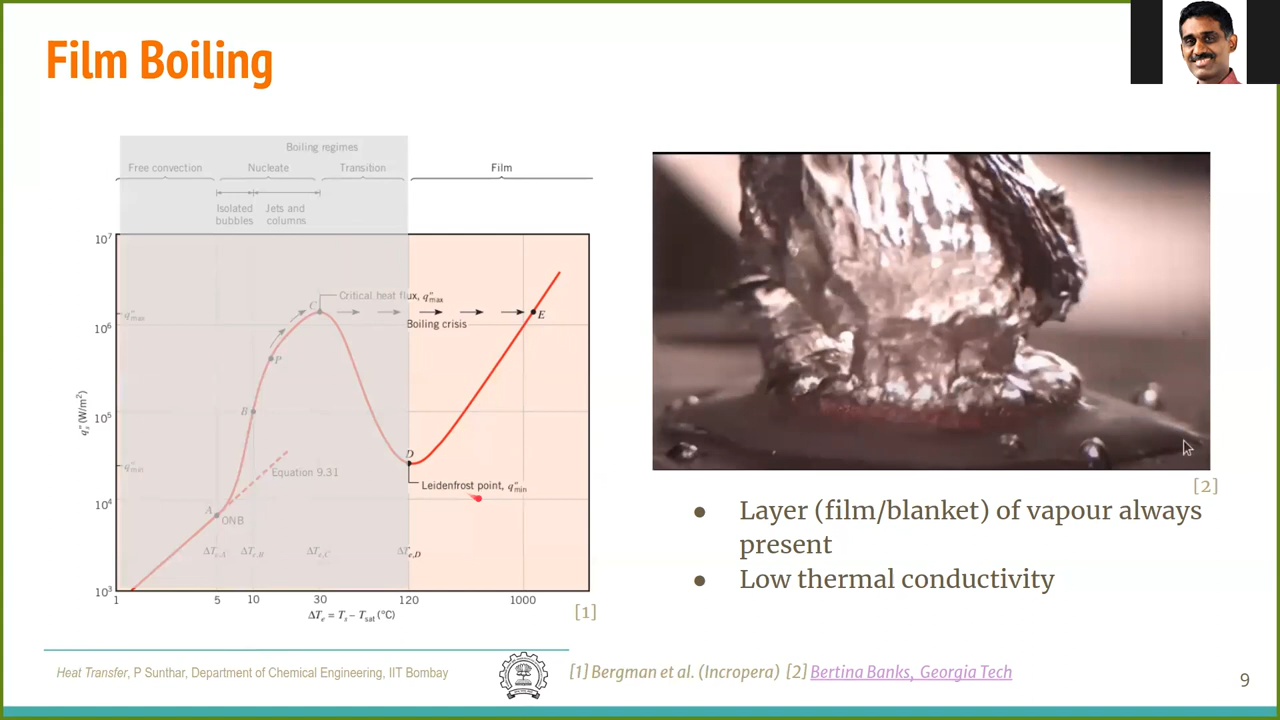 Film Boiling
Boiling regimes
Free convection
Nucleate
Transition
Film
Isolated
bubbles
Jets and
columns
10⁷
10⁶
10⁵
10⁴
10³
q″max
q″min
q″s (W/m²)
C
Critical heat flux, q″max
Boiling crisis
E
P
B
Equation 9.31
D
Leidenfrost point, q″min
A
ONB
ΔTe,A
ΔTe,B
ΔTe,C
ΔTe,D
1
5
10
30
120
1000
ΔTe = Ts – Tsat (°C)
[1]
[2]
● Layer (film/blanket) of vapour always
present
● Low thermal conductivity
Heat Transfer, P Sunthar, Department of Chemical Engineering, IIT Bombay
[1] Bergman et al. (Incropera) [2] Bertina Banks, Georgia Tech
9